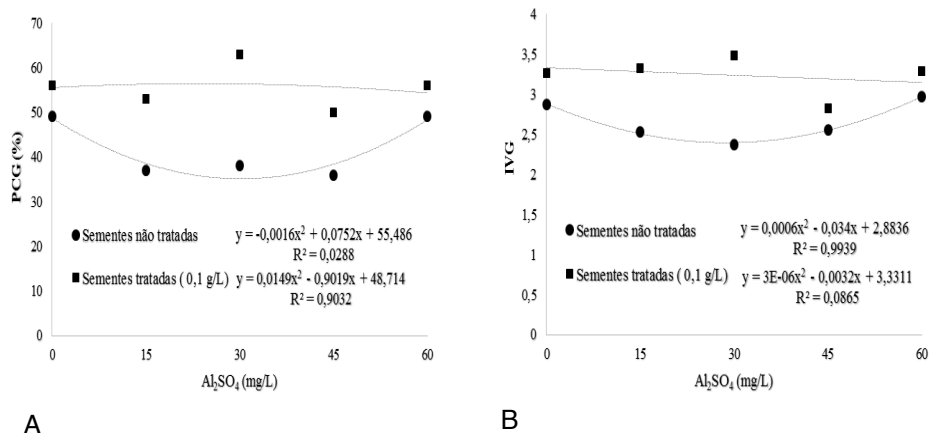 70
60
50
40
30
20
10
0
PCG (%)
Sementes não tratadas y = -0,0016x² + 0,0752x + 55,486
R² = 0,0288
Sementes tratadas ( 0,1 g/L) y = 0,0149x² - 0,9019x + 48,714
R² = 0,9032
0 15 30 45 60
Al₂SO₄ (mg/L)
A
4
3,5
3
2,5
2
1,5
1
0,5
0
IVG
Sementes não tratadas y = 0,0006x² - 0,034x + 2,8836
R² = 0,9939
Sementes tratadas ( 0,1 g/L) y = 3E-06x² - 0,0032x + 3,3311
R² = 0,0865
0 15 30 45 60
Al₂SO₄ (mg/L)
B